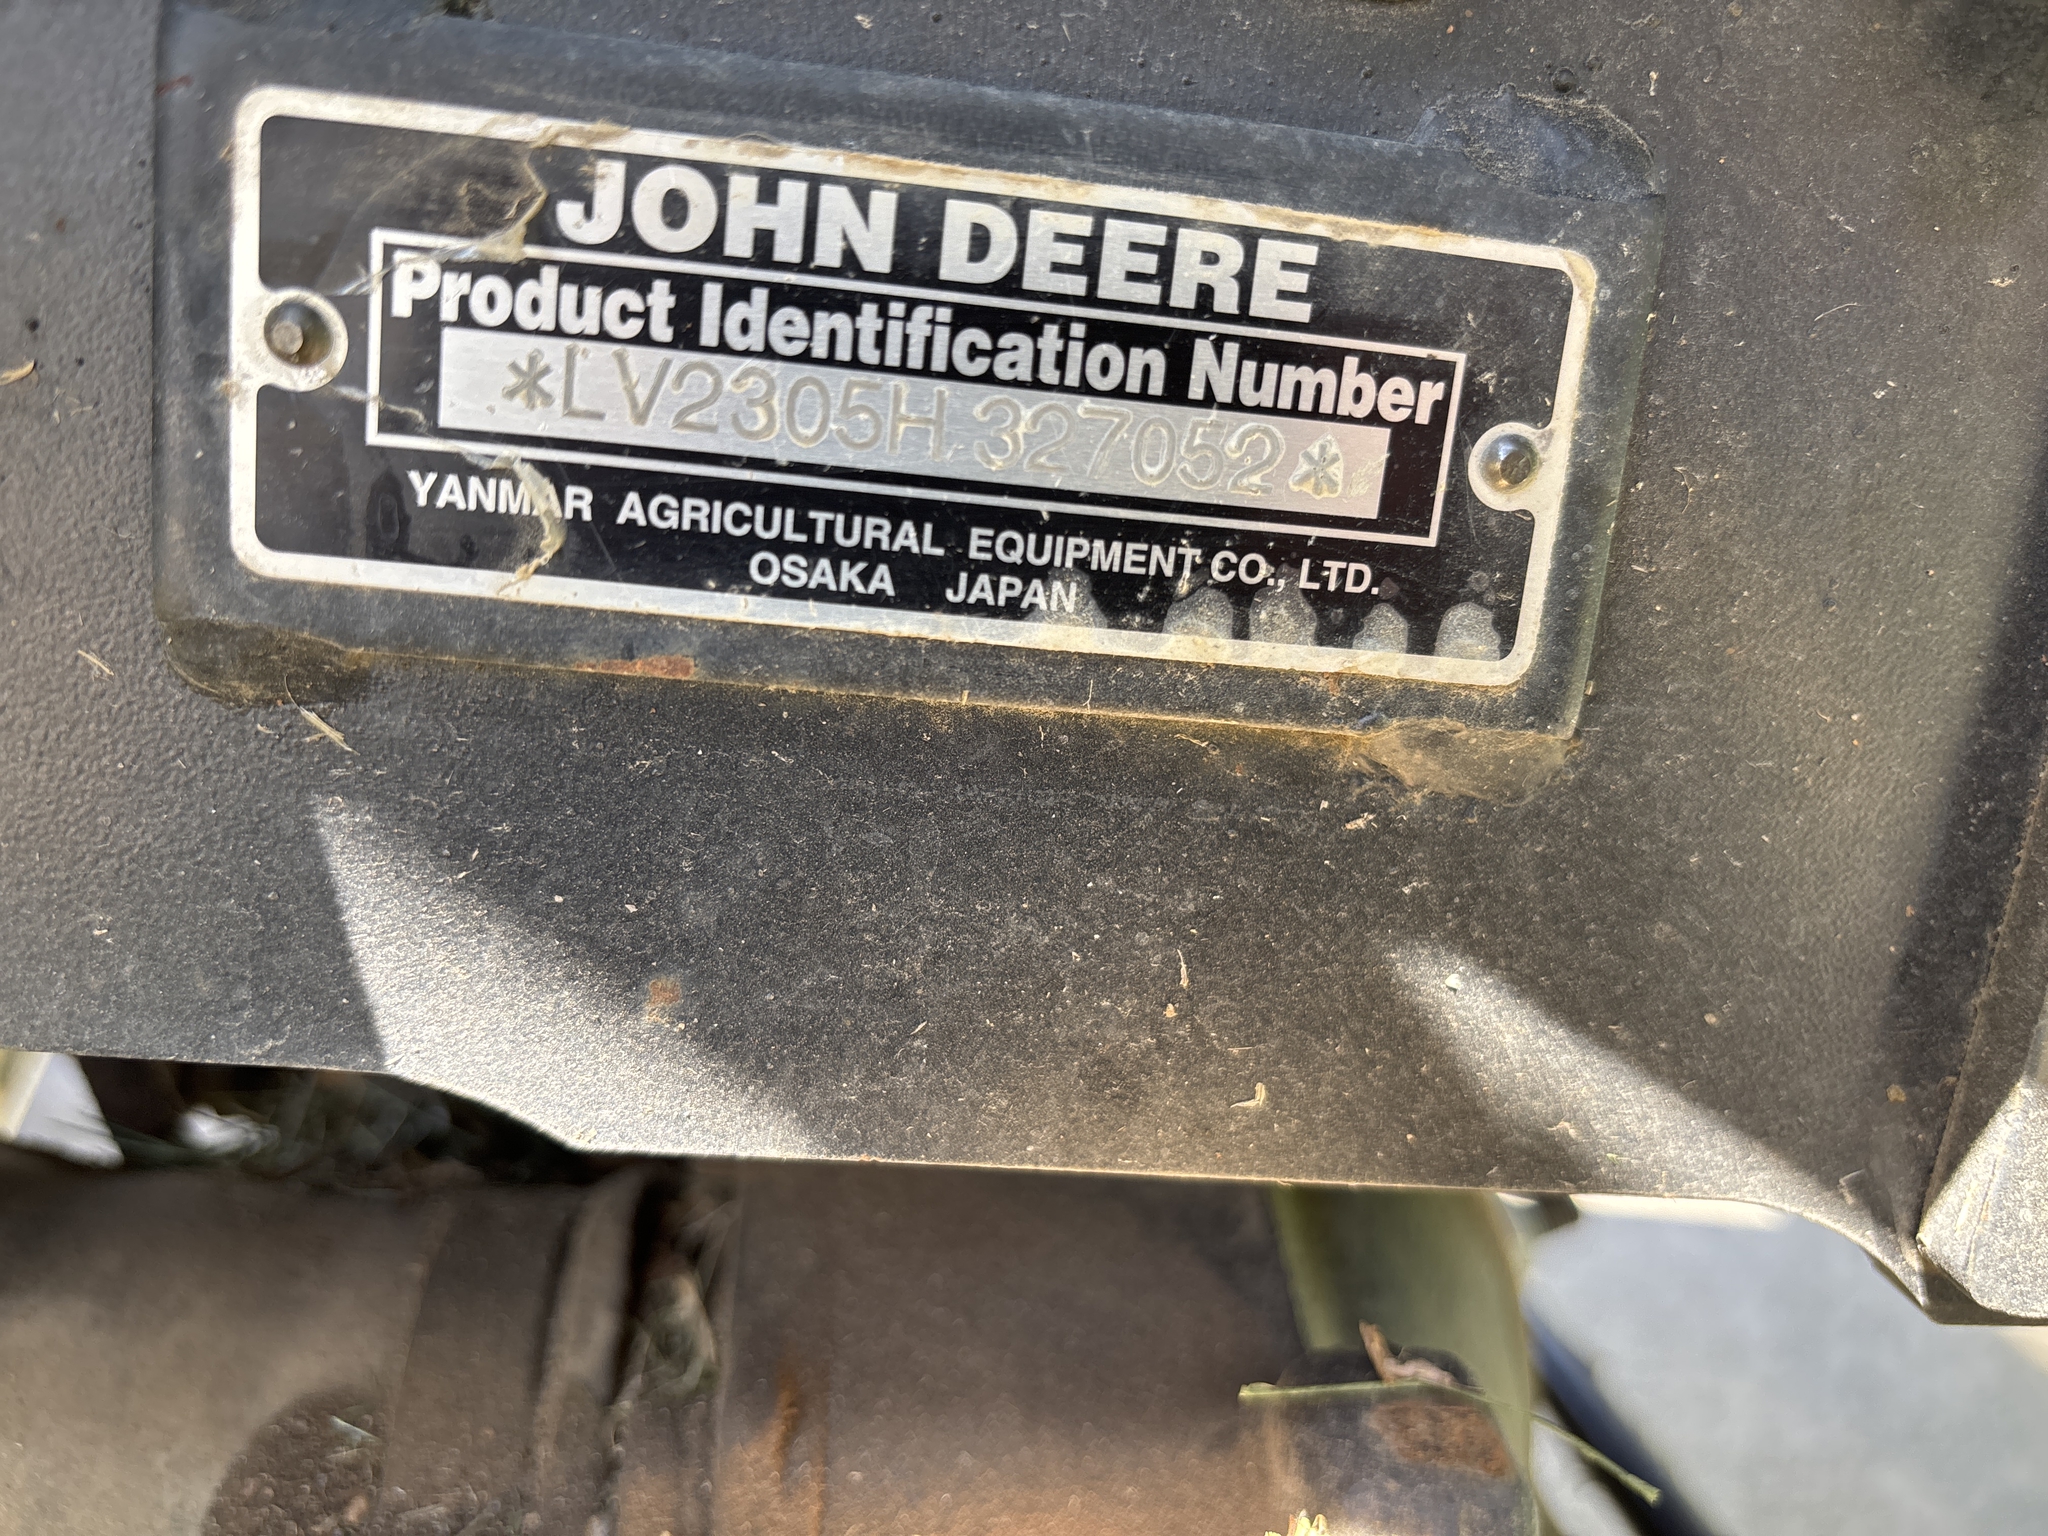 JOHN DEERE
Product Identification Number
*LV2305H327052*
YANMAR AGRICULTURAL EQUIPMENT CO., LTD.
OSAKA JAPAN